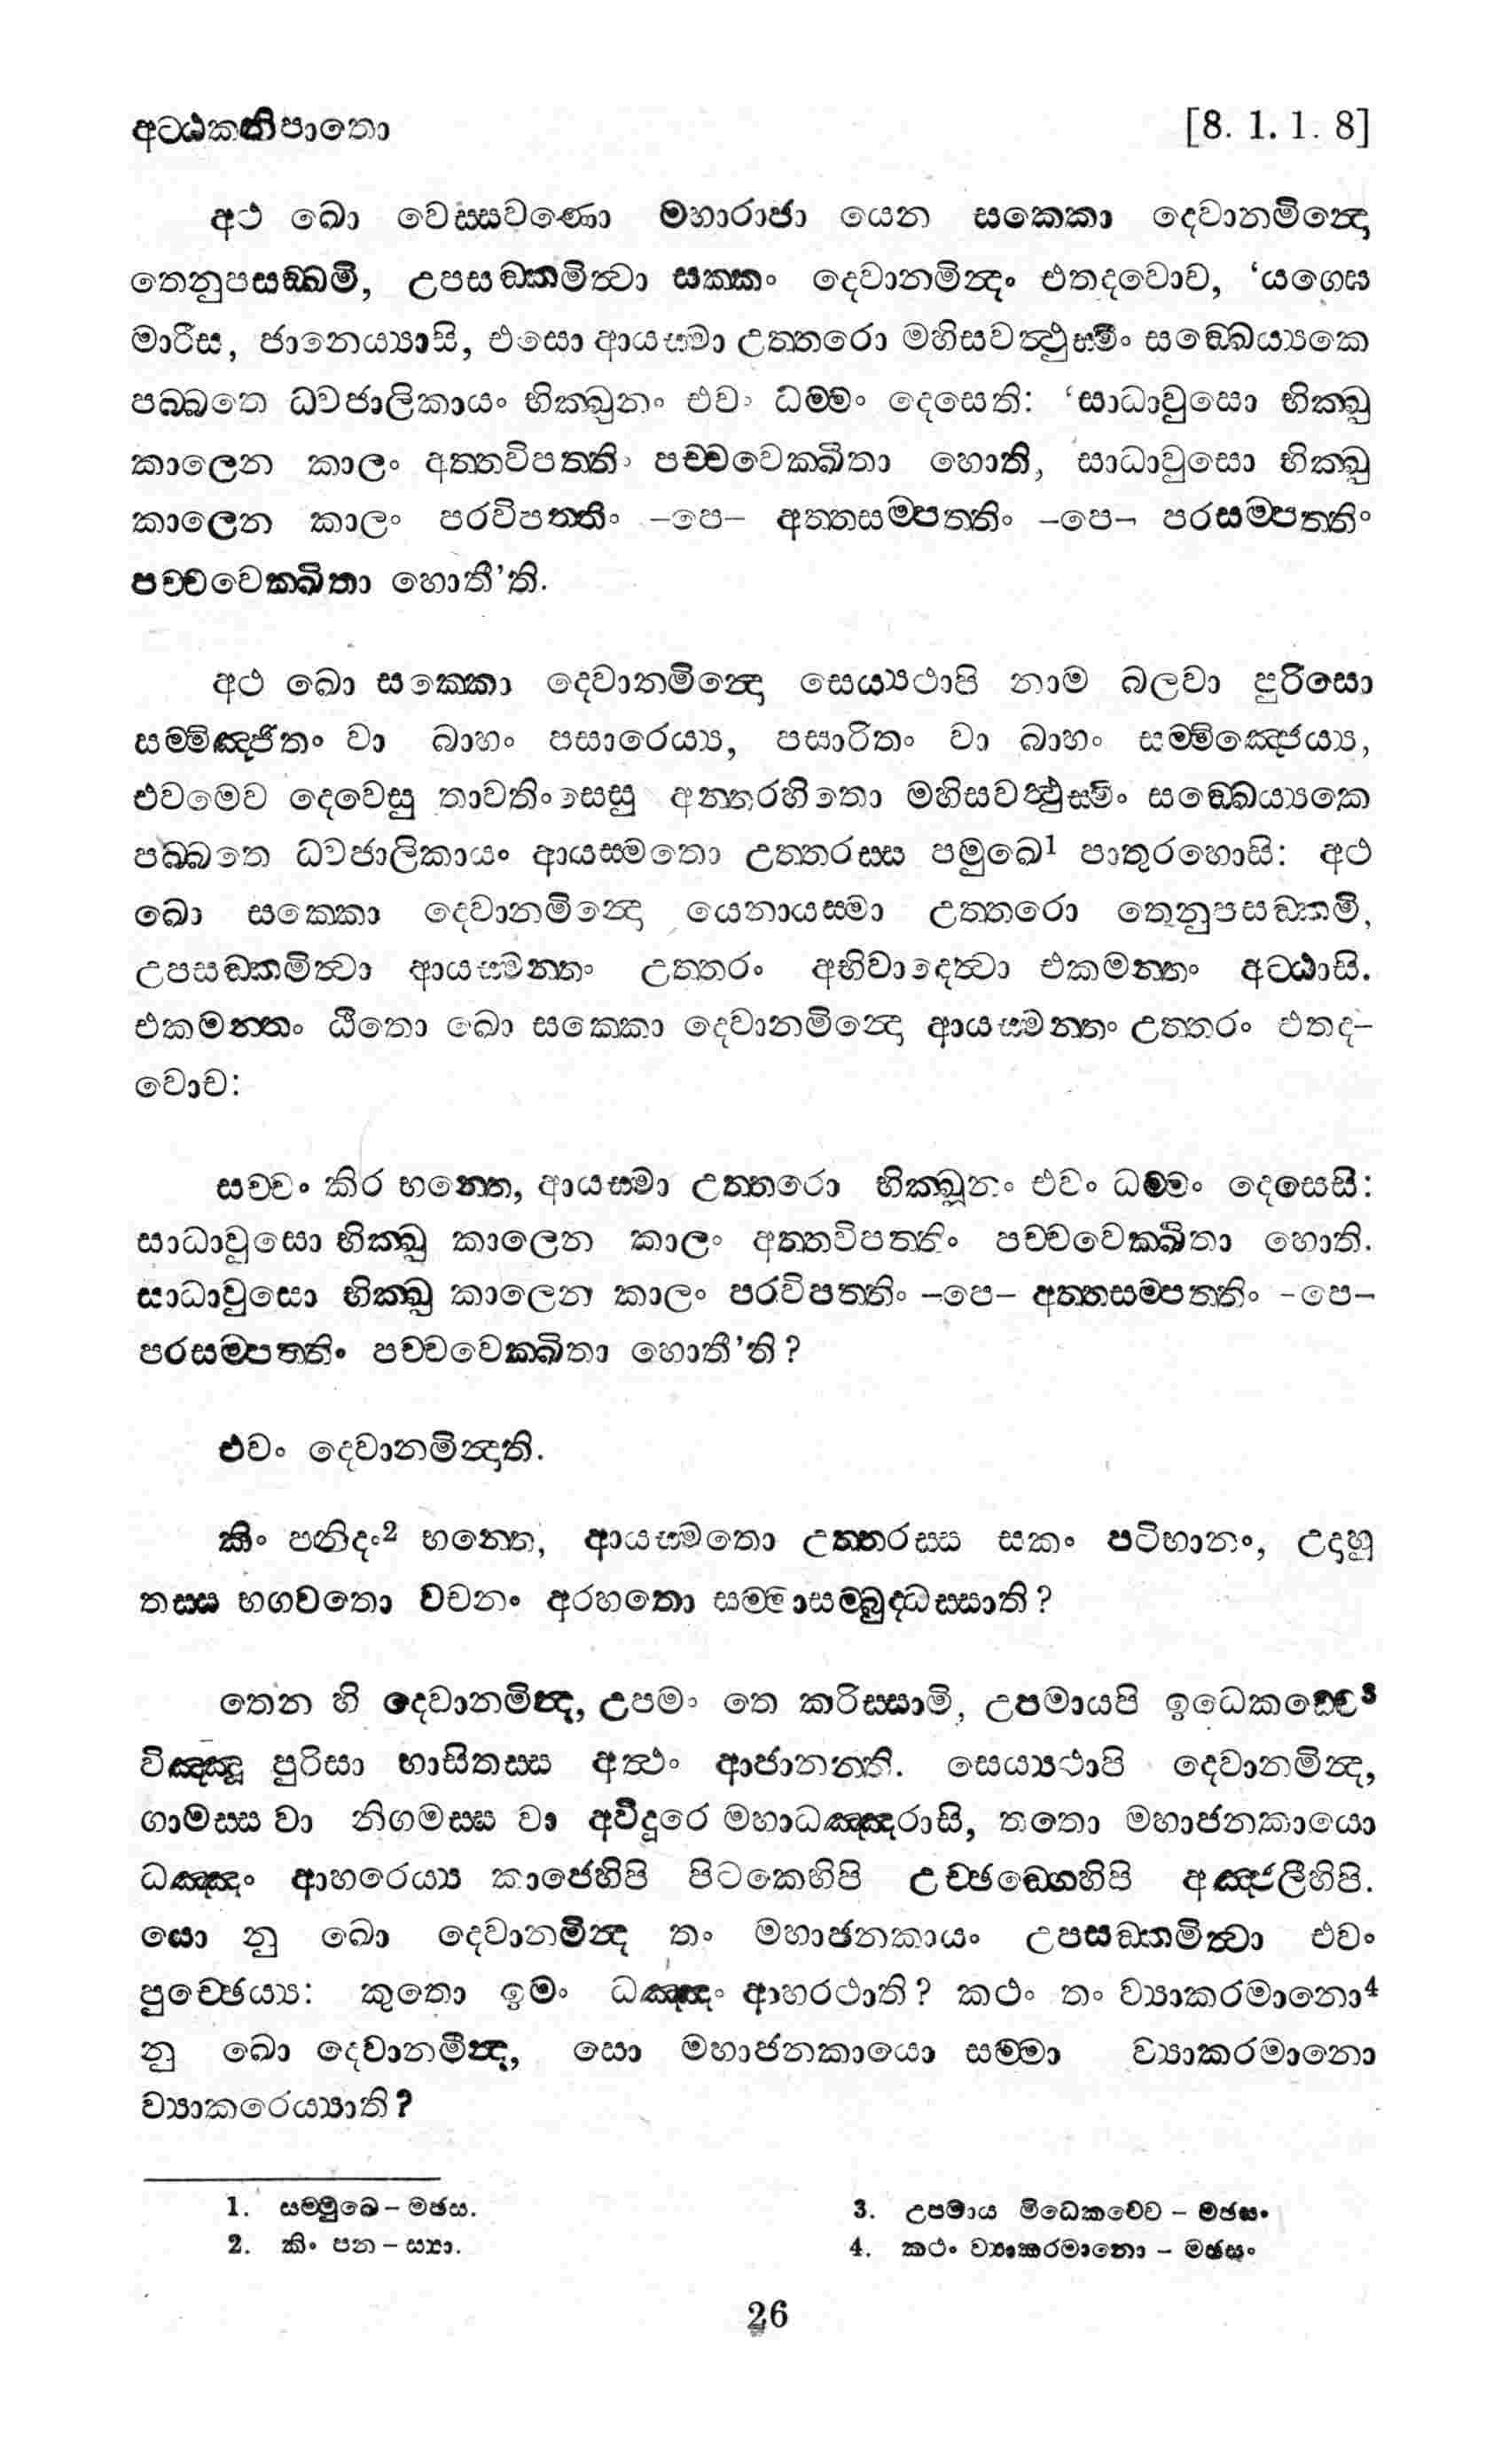 අට්ඨකනිපාතො [8. 1. 1. 8]
අථ ඛො වෙස්සවණො මහාරාජා යෙන සක්කො දෙවානමින්දො
තෙනුපසඞ්කමි, උපසඞ්කමිත්වා සක්කං දෙවානමින්දං එතදවොච, ‘යග්ඝෙ
මාරිස, ජානෙය්‍යාසි, එසො ආයස්මා උත්තරො මහිසවත්ථුස්මිං සඞ්ඛෙය්‍යකෙ
පබ්බතෙ ධවජාලිකායං භික්ඛුනං එවං ධම්මං දෙසෙති: ‘සාධාවුසො භික්ඛු
කාලෙන කාලං අත්තවිපත්තිං පච්චවෙක්ඛිතා හොති, සාධාවුසො භික්ඛු
කාලෙන කාලං පරවිපත්තිං –පෙ– අත්තසම්පත්තිං –පෙ– පරසම්පත්තිං
පච්චවෙක්ඛිතා හොතී’ති.
අථ ඛො සක්කො දෙවානමින්දො සෙය්‍යථාපි නාම බලවා පුරිසො
සම්මිඤ්ජිතං වා බාහං පසාරෙය්‍ය, පසාරිතං වා බාහං සම්මිඤ්ජෙය්‍ය,
එවමෙව දෙවෙසු තාවතිංසෙසු අන්තරහිතො මහිසවත්ථුස්මිං සඞ්ඛෙය්‍යකෙ
පබ්බතෙ ධවජාලිකායං ආයස්මතො උත්තරස්ස පමුඛෙ1 පාතුරහොසි: අථ
ඛො සක්කො දෙවානමින්දො යෙනායස්මා උත්තරො තෙනුපසඞ්කමි,
උපසඞ්කමිත්වා ආයස්මන්තං උත්තරං අභිවාදෙත්වා එකමන්තං අට්ඨාසි.
එකමන්තං ඨිතො ඛො සක්කො දෙවානමින්දො ආයස්මන්තං උත්තරං එතද–
වොච:
සච්චං කිර භන්තෙ, ආයස්මා උත්තරො භික්ඛූනං එවං ධම්මං දෙසෙසි:
සාධාවුසො භික්ඛු කාලෙන කාලං අත්තවිපත්තිං පච්චවෙක්ඛිතා හොති.
සාධාවුසො භික්ඛු කාලෙන කාලං පරවිපත්තිං –පෙ– අත්තසම්පත්තිං –පෙ–
පරසම්පත්තිං පච්චවෙක්ඛිතා හොතී’ති?
එවං දෙවානමින්දාති.
කිං පනිදං2 භන්තෙ, ආයස්මතො උත්තරස්ස සකං පටිභානං, උදාහු
තස්ස භගවතො වචනං අරහතො සම්මාසම්බුද්ධස්සාති?
තෙන හි දෙවානමින්ද, උපමං තෙ කරිස්සාමි, උපමායපි ඉධෙකච්චෙ3
විඤ්ඤූ පුරිසා භාසිතස්ස අත්ථං ආජානන්ති. සෙය්‍යථාපි දෙවානමින්ද,
ගාමස්ස වා නිගමස්ස වා අවිදූරෙ මහාධඤ්ඤරාසි, තතො මහාජනකායො
ධඤ්ඤං ආහරෙය්‍ය කාජෙහිපි පිටකෙහිපි උච්ඡඞ්ගෙහිපි අඤ්ජලීහිපි.
යො නු ඛො දෙවානමින්ද තං මහාජනකායං උපසඞ්කමිත්වා එවං
පුච්ඡෙය්‍ය: කුතො ඉමං ධඤ්ඤං ආහරථාති? කථං තං ව්‍යාකරමානො4
නු ඛො දෙවානමින්ද, සො මහාජනකායො සම්මා ව්‍යාකරමානො
ව්‍යාකරෙය්‍යාති?
1. සම්මුඛෙ – මඡස.
2. කිං පන – ස්‍යා.
3. උපමාය මිධෙකච්චෙ – මඡසං
4. කථං ව්‍යාකරමානො – මඡසං
26